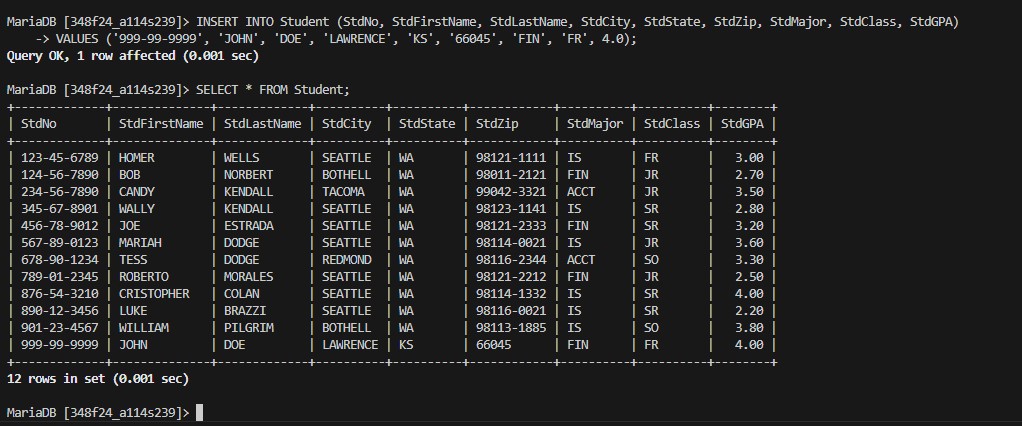 MariaDB [348f24_a114s239]> INSERT INTO Student (StdNo, StdFirstName, StdLastName, StdCity, StdState, StdZip, StdMajor, StdClass, StdGPA)
    -> VALUES ('999-99-9999', 'JOHN', 'DOE', 'LAWRENCE', 'KS', '66045', 'FIN', 'FR', 4.0);
Query OK, 1 row affected (0.001 sec)

MariaDB [348f24_a114s239]> SELECT * FROM Student;
+-------------+--------------+-------------+----------+----------+------------+----------+----------+--------+
| StdNo       | StdFirstName | StdLastName | StdCity  | StdState | StdZip     | StdMajor | StdClass | StdGPA |
+-------------+--------------+-------------+----------+----------+------------+----------+----------+--------+
| 123-45-6789 | HOMER        | WELLS       | SEATTLE  | WA       | 98121-1111 | IS       | FR       |   3.00 |
| 124-56-7890 | BOB          | NORBERT     | BOTHELL  | WA       | 98011-2121 | FIN      | JR       |   2.70 |
| 234-56-7890 | CANDY        | KENDALL     | TACOMA   | WA       | 99042-3321 | ACCT     | JR       |   3.50 |
| 345-67-8901 | WALLY        | KENDALL     | SEATTLE  | WA       | 98123-1141 | IS       | SR       |   2.80 |
| 456-78-9012 | JOE          | ESTRADA     | SEATTLE  | WA       | 98121-2333 | FIN      | SR       |   3.20 |
| 567-89-0123 | MARIAH       | DODGE       | SEATTLE  | WA       | 98114-0021 | IS       | JR       |   3.60 |
| 678-90-1234 | TESS         | DODGE       | REDMOND  | WA       | 98116-2344 | ACCT     | SO       |   3.30 |
| 789-01-2345 | ROBERTO      | MORALES     | SEATTLE  | WA       | 98121-2212 | FIN      | JR       |   2.50 |
| 876-54-3210 | CRISTOPHER   | COLAN       | SEATTLE  | WA       | 98114-1332 | IS       | SR       |   4.00 |
| 890-12-3456 | LUKE         | BRAZZI      | SEATTLE  | WA       | 98116-0021 | IS       | SR       |   2.20 |
| 901-23-4567 | WILLIAM      | PILGRIM     | BOTHELL  | WA       | 98113-1885 | IS       | SO       |   3.80 |
| 999-99-9999 | JOHN         | DOE         | LAWRENCE | KS       | 66045      | FIN      | FR       |   4.00 |
+-------------+--------------+-------------+----------+----------+------------+----------+----------+--------+
12 rows in set (0.001 sec)

MariaDB [348f24_a114s239]>